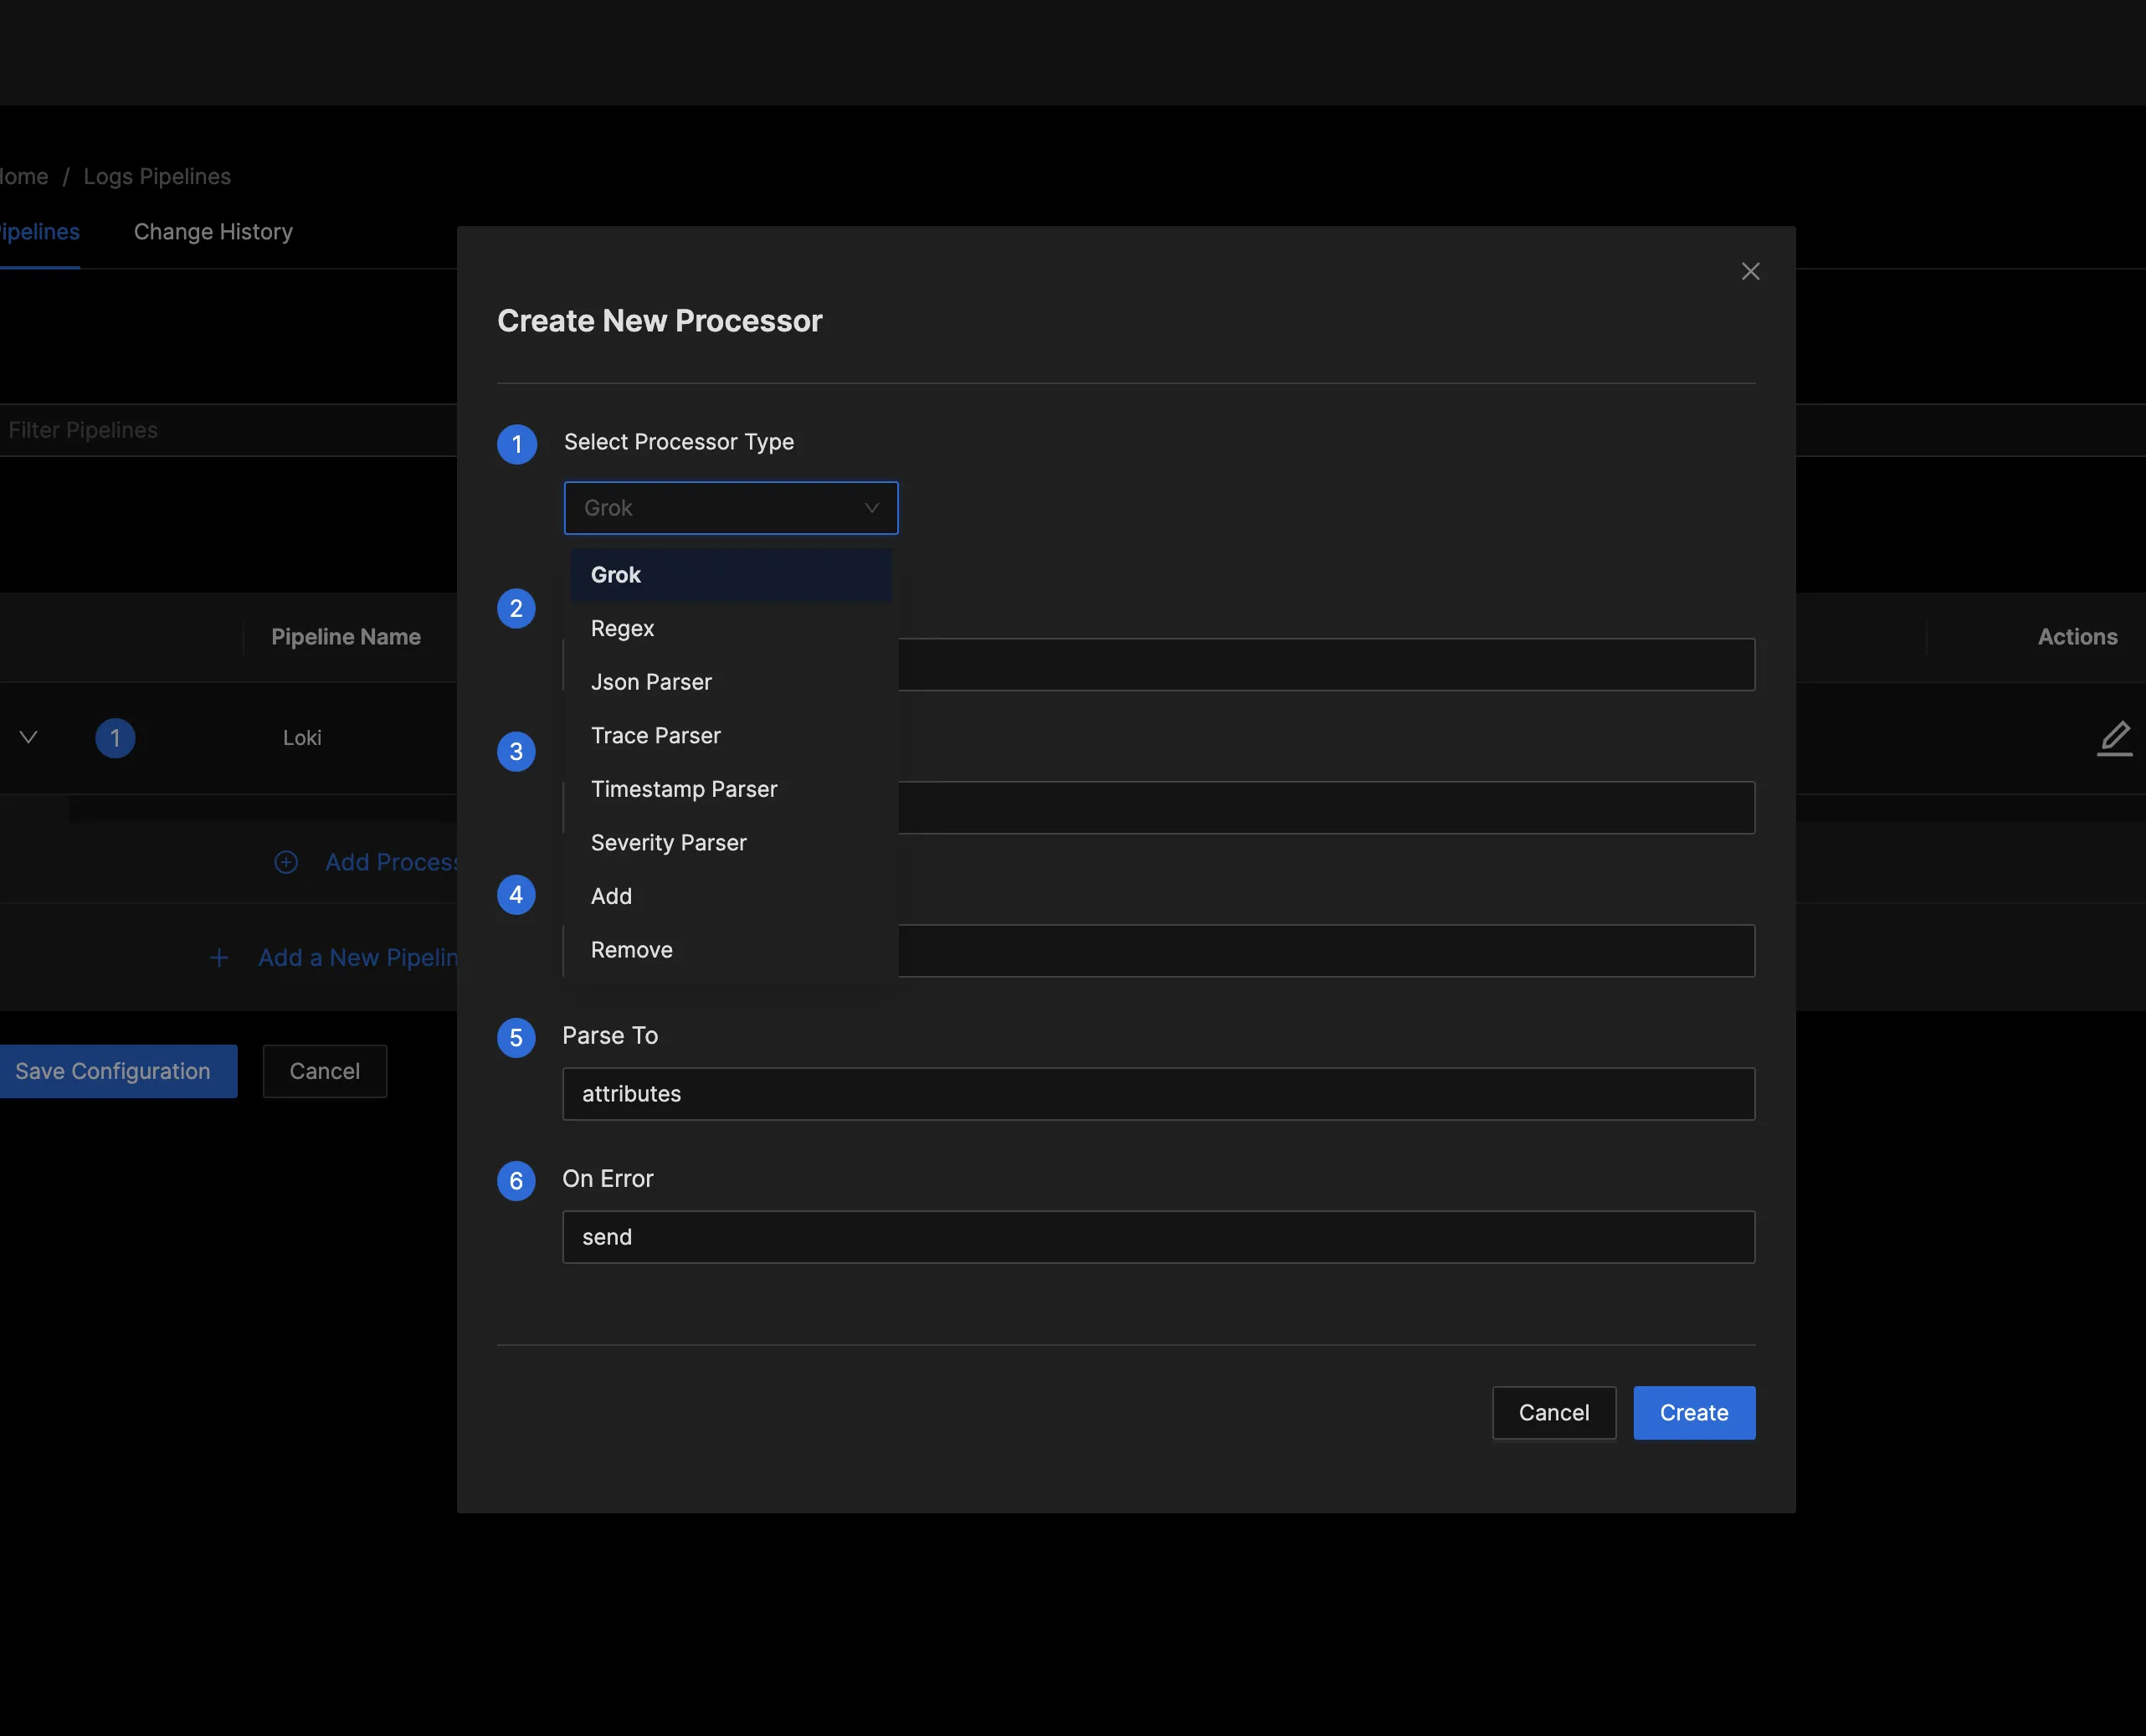 ome / Logs Pipelines
ipelines Change History
Filter Pipelines
Pipeline Name Actions
1 Loki
Add Process
Add a New Pipelin
Save Configuration Cancel
Create New Processor
1 Select Processor Type
Grok
Grok
Regex
Json Parser
Trace Parser
Timestamp Parser
Severity Parser
Add
Remove
2
3
4
5 Parse To
attributes
6 On Error
send
Cancel Create